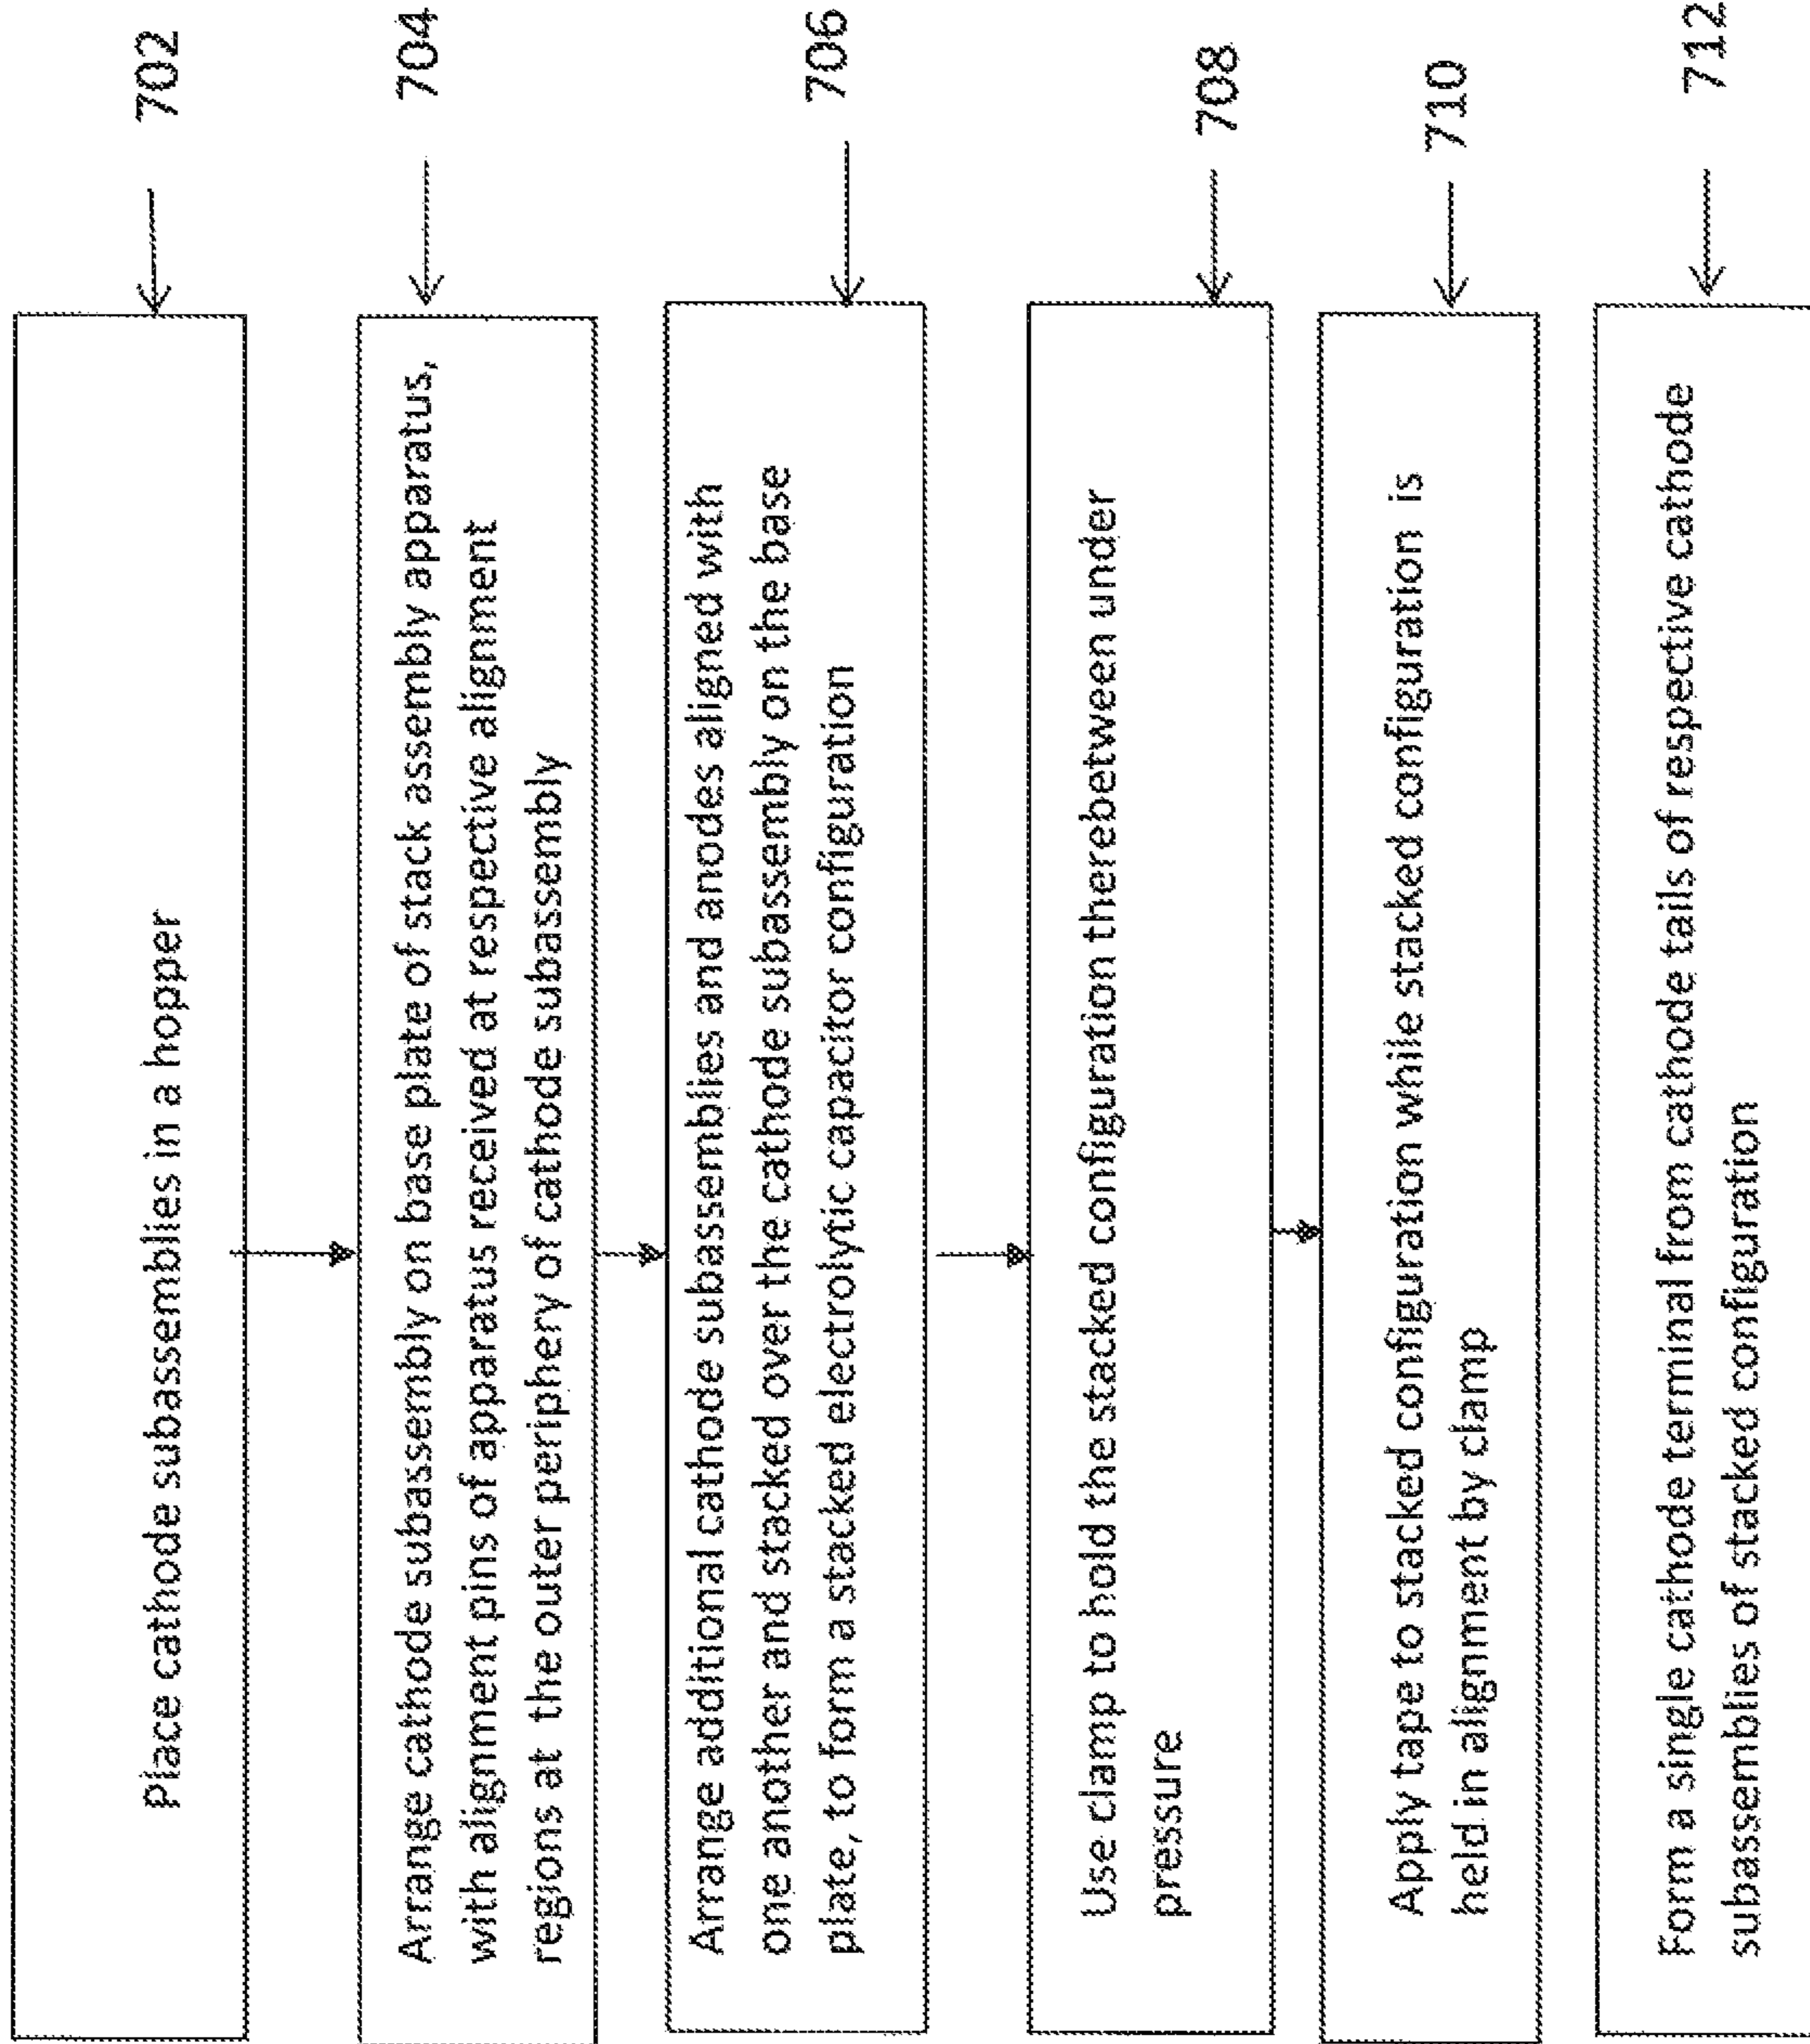 Place cathode subassemblies in a hopper
702
Arrange cathode subassembly on base plate of stack assembly apparatus,
with alignment pins of apparatus received at respective alignment
regions at the outer periphery of cathode subassembly
704
Arrange additional cathode subassemblies and anodes aligned with
one another and stacked over the cathode subassembly on the base
plate, to form a stacked electrolytic capacitor configuration
706
Use clamp to hold the stacked configuration therebetween under
pressure
708
Apply tape to stacked configuration while stacked configuration is
held in alignment by clamp
710
Form a single cathode terminal from cathode tails of respective cathode
subassemblies of stacked configuration
712